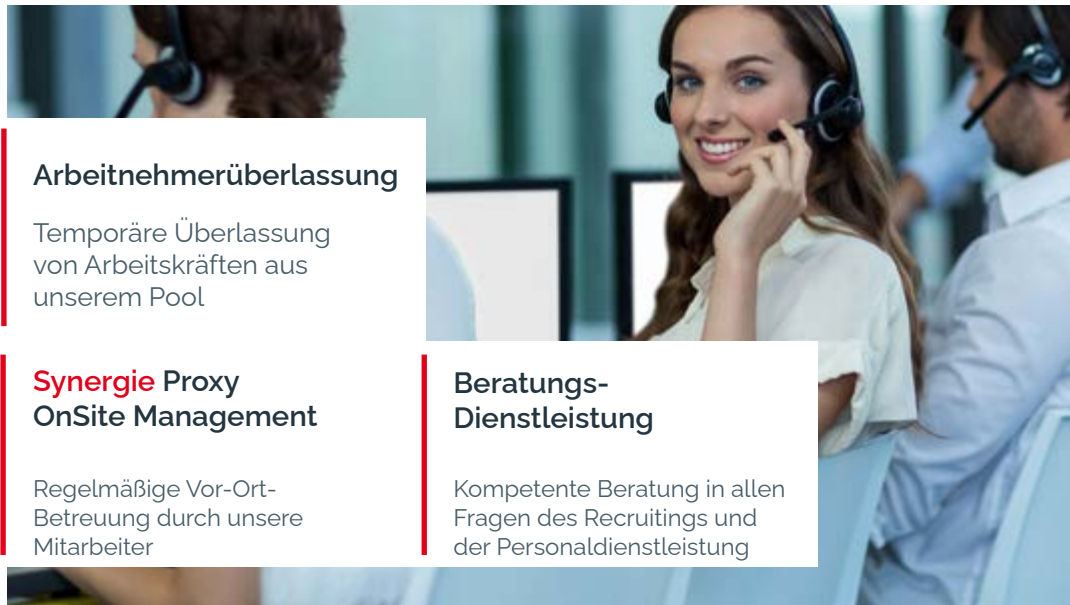 Arbeitnehmerüberlassung
Temporäre Überlassung
von Arbeitskräften aus
unserem Pool
Synergie Proxy
OnSite Management
Regelmäßige Vor-Ort-
Betreuung durch unsere
Mitarbeiter
Beratungs-
Dienstleistung
Kompetente Beratung in allen
Fragen des Recruitings und
der Personaldienstleistung